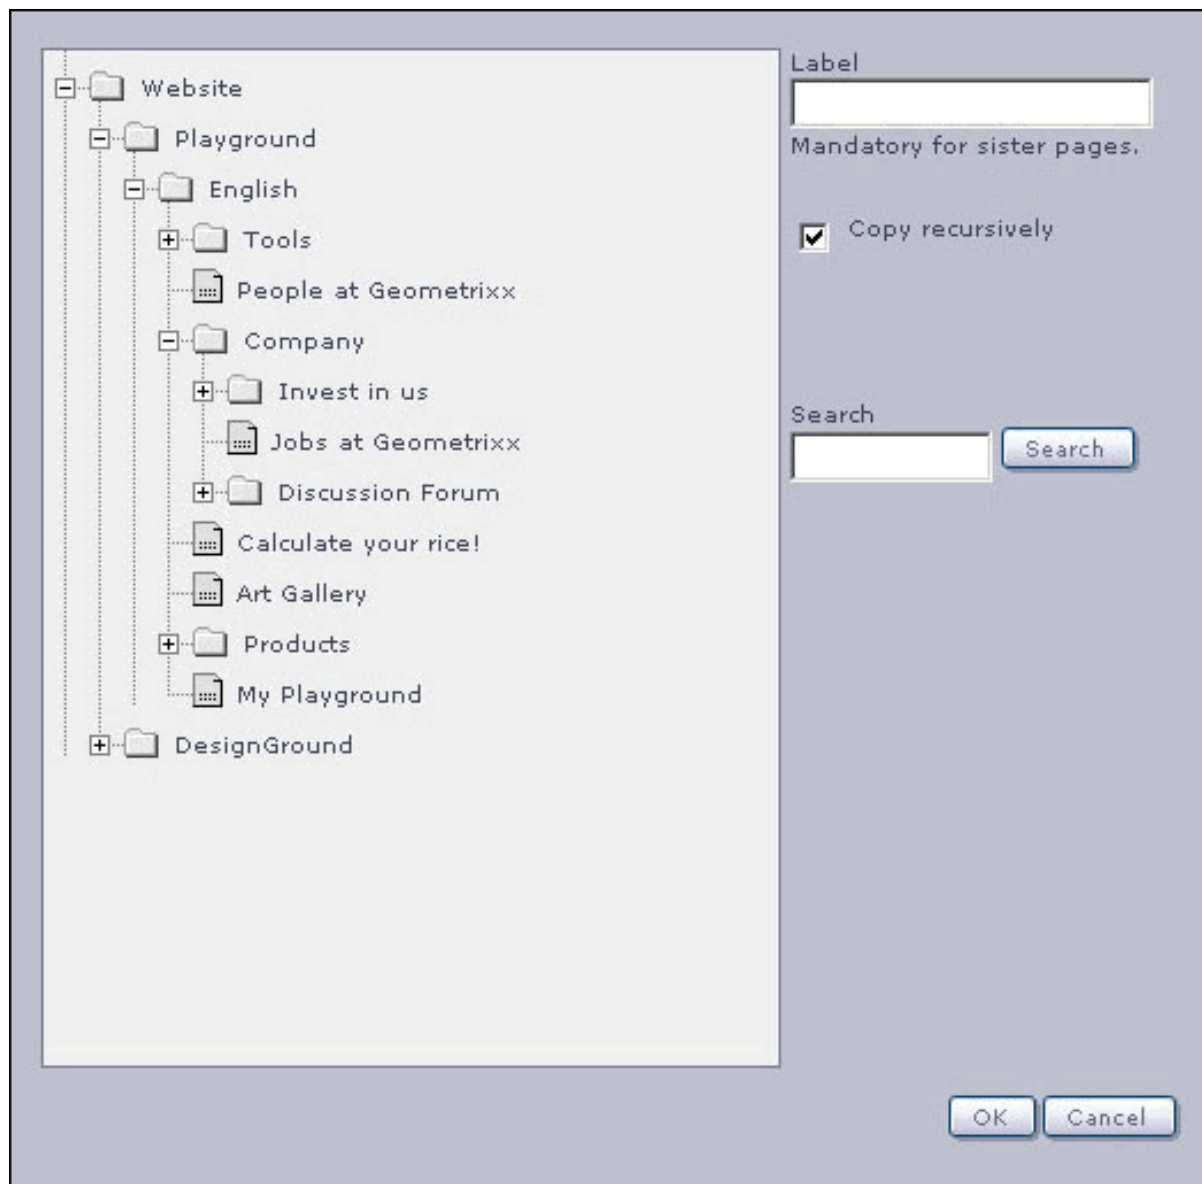 Website
Playground
English
Tools
People at Geometrixx
Company
Invest in us
Jobs at Geometrixx
Discussion Forum
Calculate your rice!
Art Gallery
Products
My Playground
DesignGround
Label
Mandatory for sister pages.
Copy recursively
Search
Search
OK
Cancel